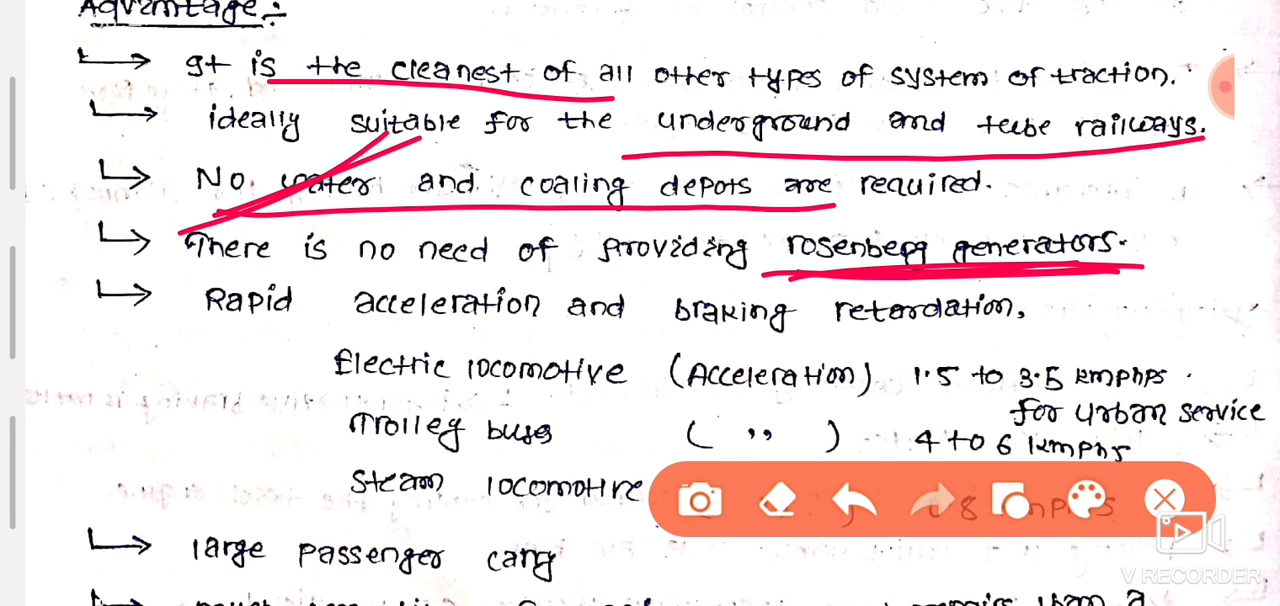 Advantage :-
It is the cleanest of all other types of system of traction.
ideally suitable for the underground and tube railways.
No water and coaling depots are required.
There is no need of providing rosenberg generators.
Rapid acceleration and braking retardation,
Electric locomotive (Acceleration) 1.5 to 3.5 kmphps.
for urban service
Trolley buses ( ,, ) 4 to 6 kmphps
Steam locomotive
large passenger carry
than a
V RECORDER